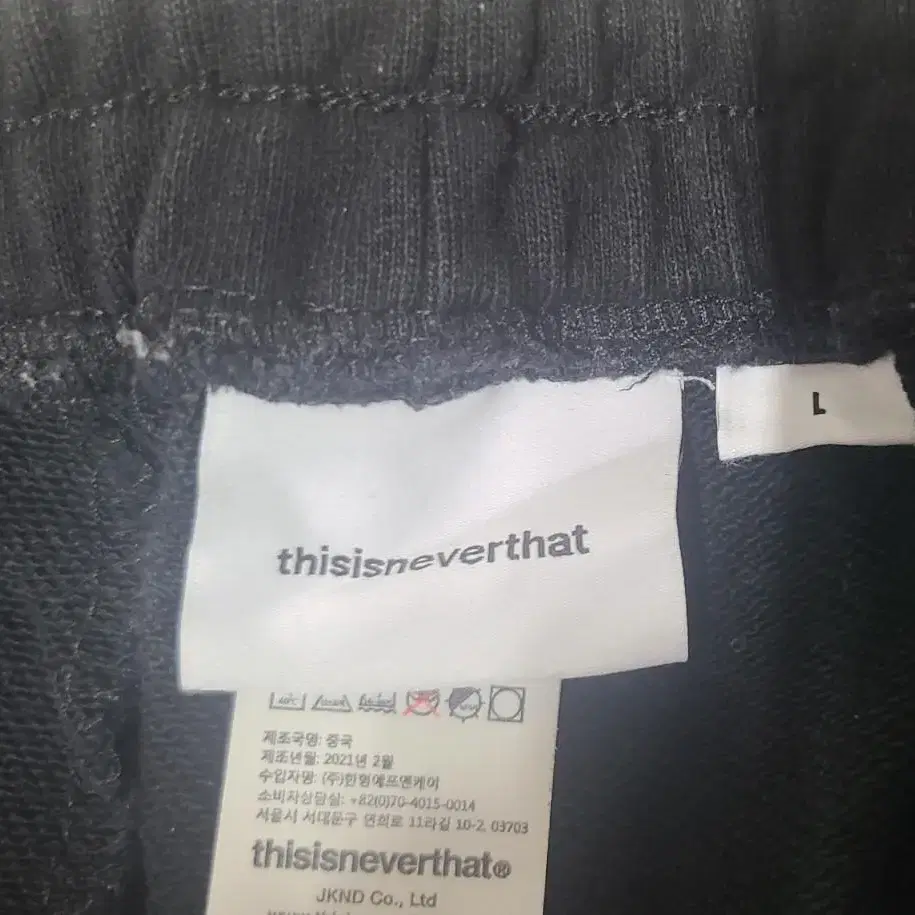 L
thisisneverthat
제조국명: 중국
제조년월: 2021년 2월
수입자명: (주)한형에프앤케이
소비자상담실: +82(0)70-4015-0014
서울시 서대문구 연희로 11라길 10-2, 03703
thisisneverthat®
JKND Co., Ltd